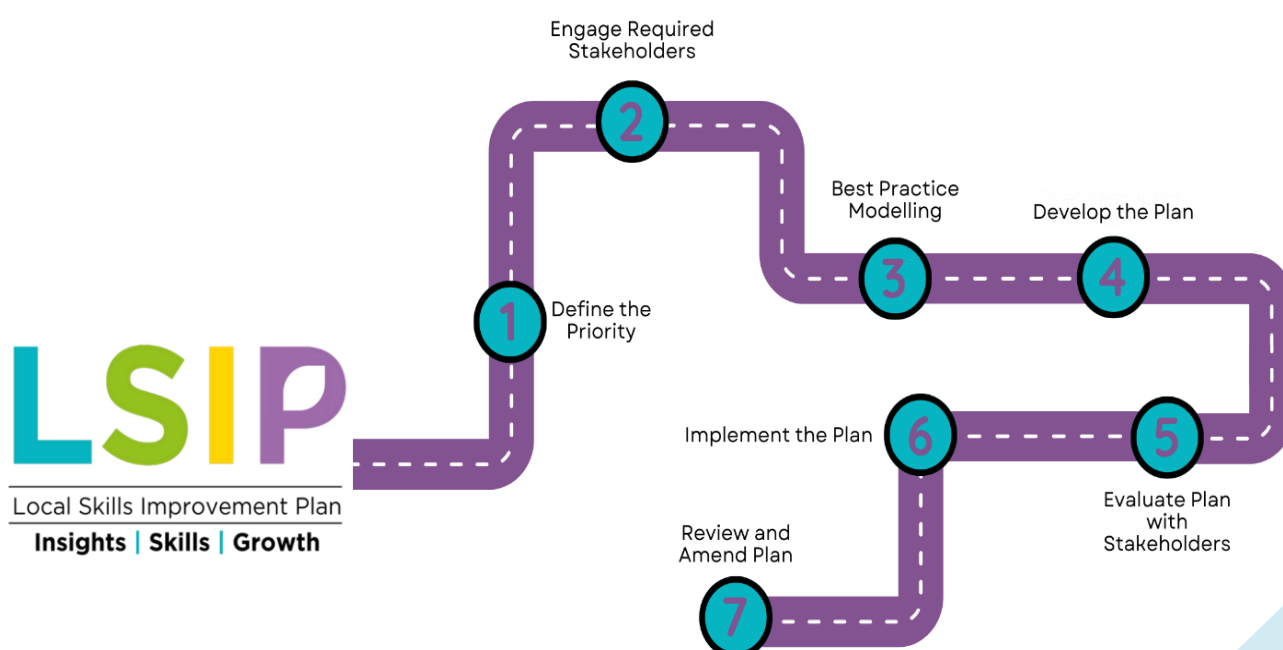 LSIP
Local Skills Improvement Plan
Insights | Skills | Growth
1
Define the
Priority
Engage Required
Stakeholders
2
Best Practice
Modelling
3
Develop the Plan
4
5
Evaluate Plan
with
Stakeholders
Implement the Plan
6
Review and
Amend Plan
7